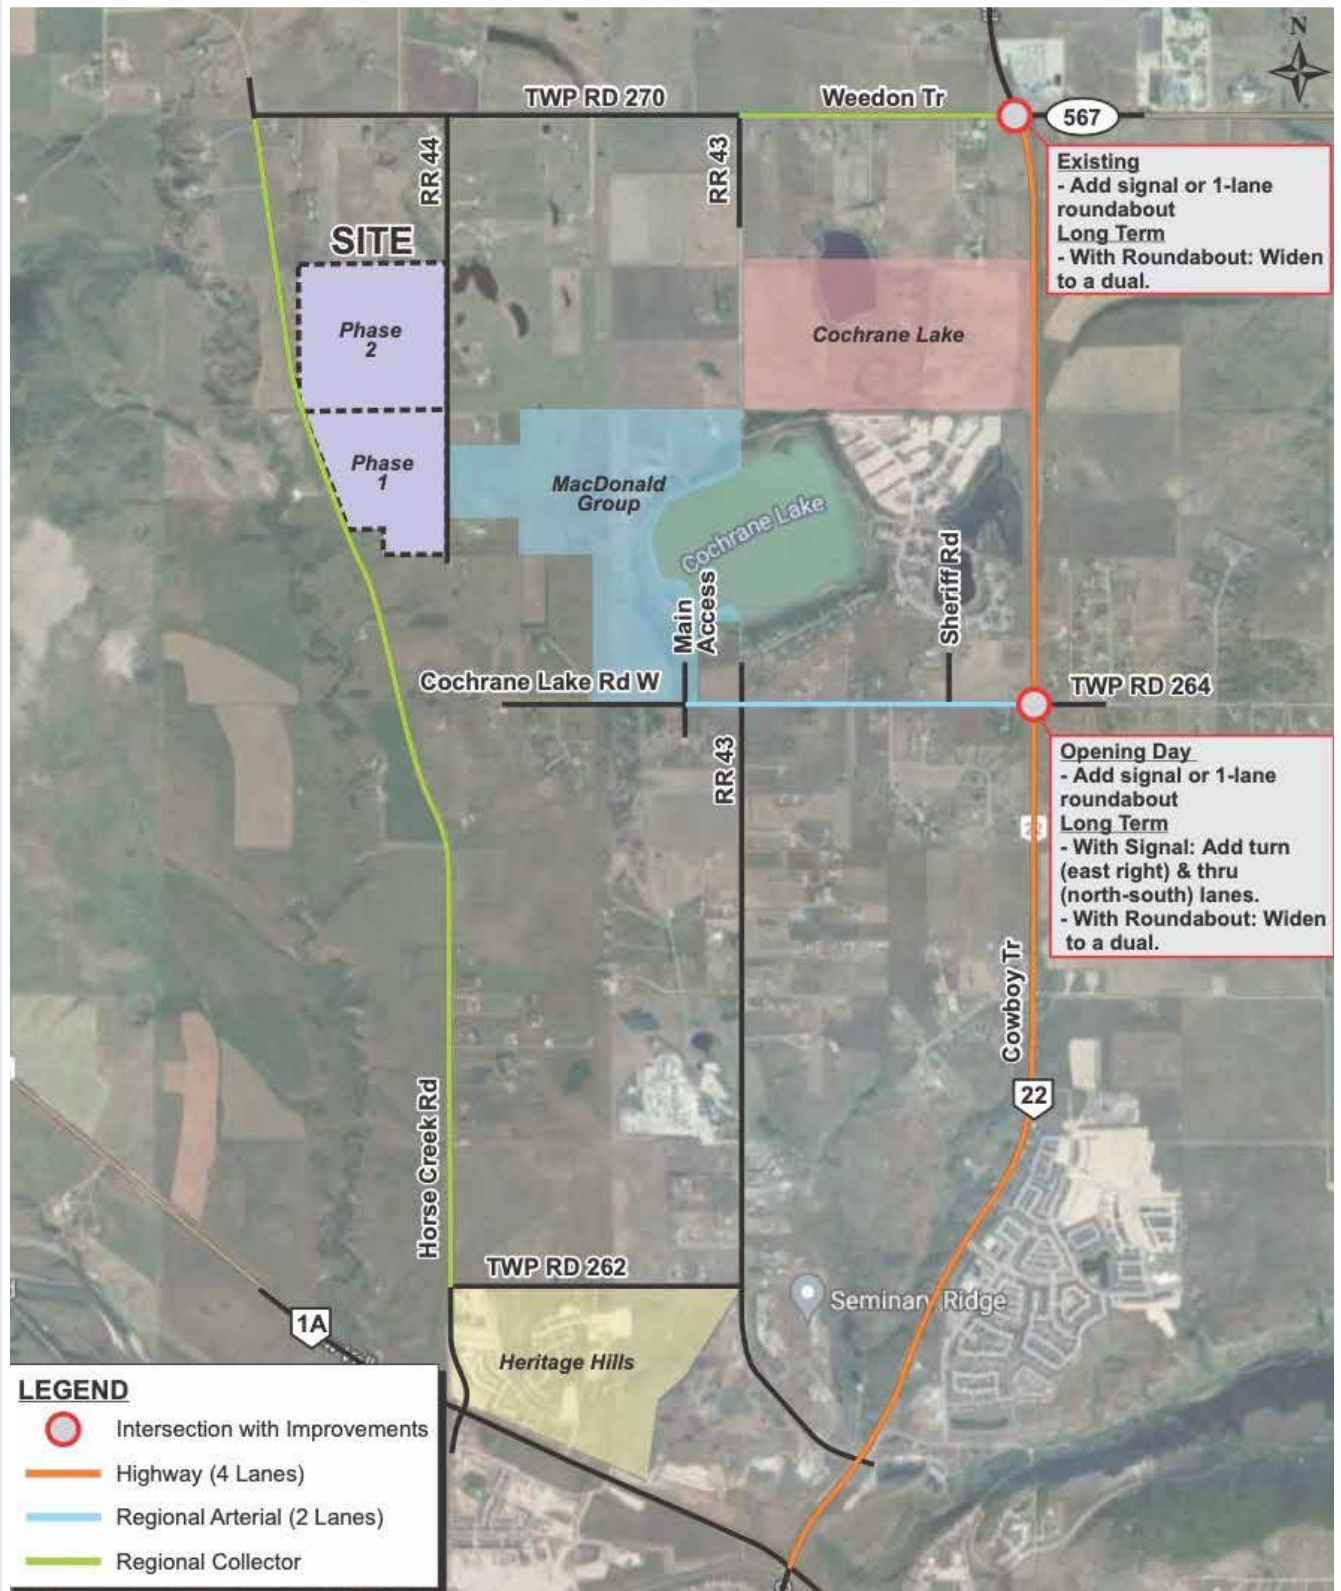 N
TWP RD 270
Weedon Tr
567
RR 44
RR 43
Existing
- Add signal or 1-lane
roundabout
Long Term
- With Roundabout: Widen
to a dual.
SITE
Phase
2
Cochrane Lake
Phase
1
MacDonald
Group
Cochrane Lake
Sheriff Rd
Main
Access
Cochrane Lake Rd W
TWP RD 264
RR 43
Opening Day
- Add signal or 1-lane
roundabout
Long Term
- With Signal: Add turn
(east right) & thru
(north-south) lanes.
- With Roundabout: Widen
to a dual.
22
Cowboy Tr
22
Horse Creek Rd
TWP RD 262
Seminary Ridge
1A
Heritage Hills
LEGEND
Intersection with Improvements
Highway (4 Lanes)
Regional Arterial (2 Lanes)
Regional Collector